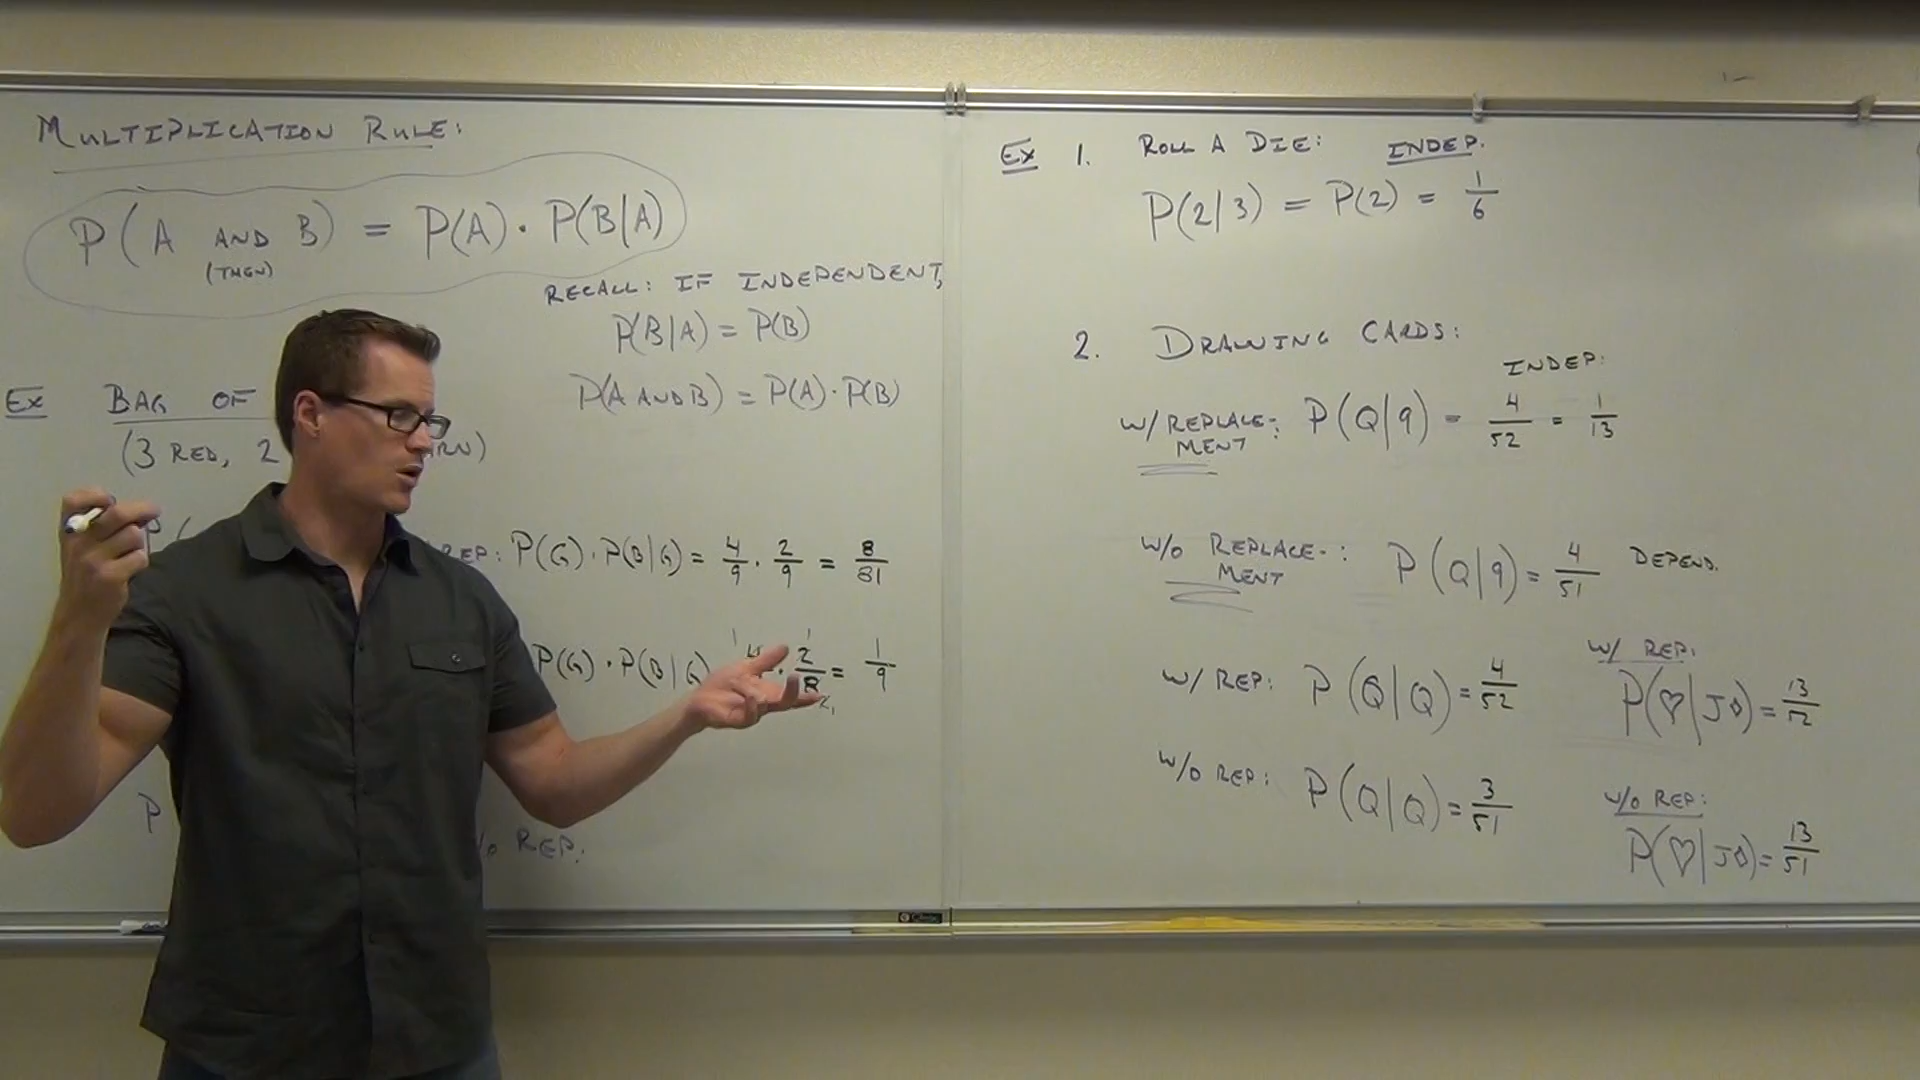 MULTIPLICATION RULE:
P(A AND B) = P(A) · P(B|A)
(THEN)
RECALL: IF INDEPENDENT,
P(B|A) = P(B)
P(A AND B) = P(A) · P(B)
EX BAG OF
(3 RED, 2
P(
REP: P(G) · P(B|G) = 4/9 · 2/9 = 8/81
P(G) · P(B|G) 4 · 2/8 = 1/9
P
REP:
EX 1. ROLL A DIE: INDEP.
P(2|3) = P(2) = 1/6
2. DRAWING CARDS:
INDEP.
W/ REPLACE-MENT: P(Q|9) = 4/52 = 1/13
W/O REPLACE-MENT: P(Q|9) = 4/51 DEPEND.
W/ REP: P(Q|Q) = 4/52
W/O REP: P(Q|Q) = 3/51
W/ REP:
P(♡|J♢) = 13/52
W/O REP:
P(♡|J♢) = 13/51